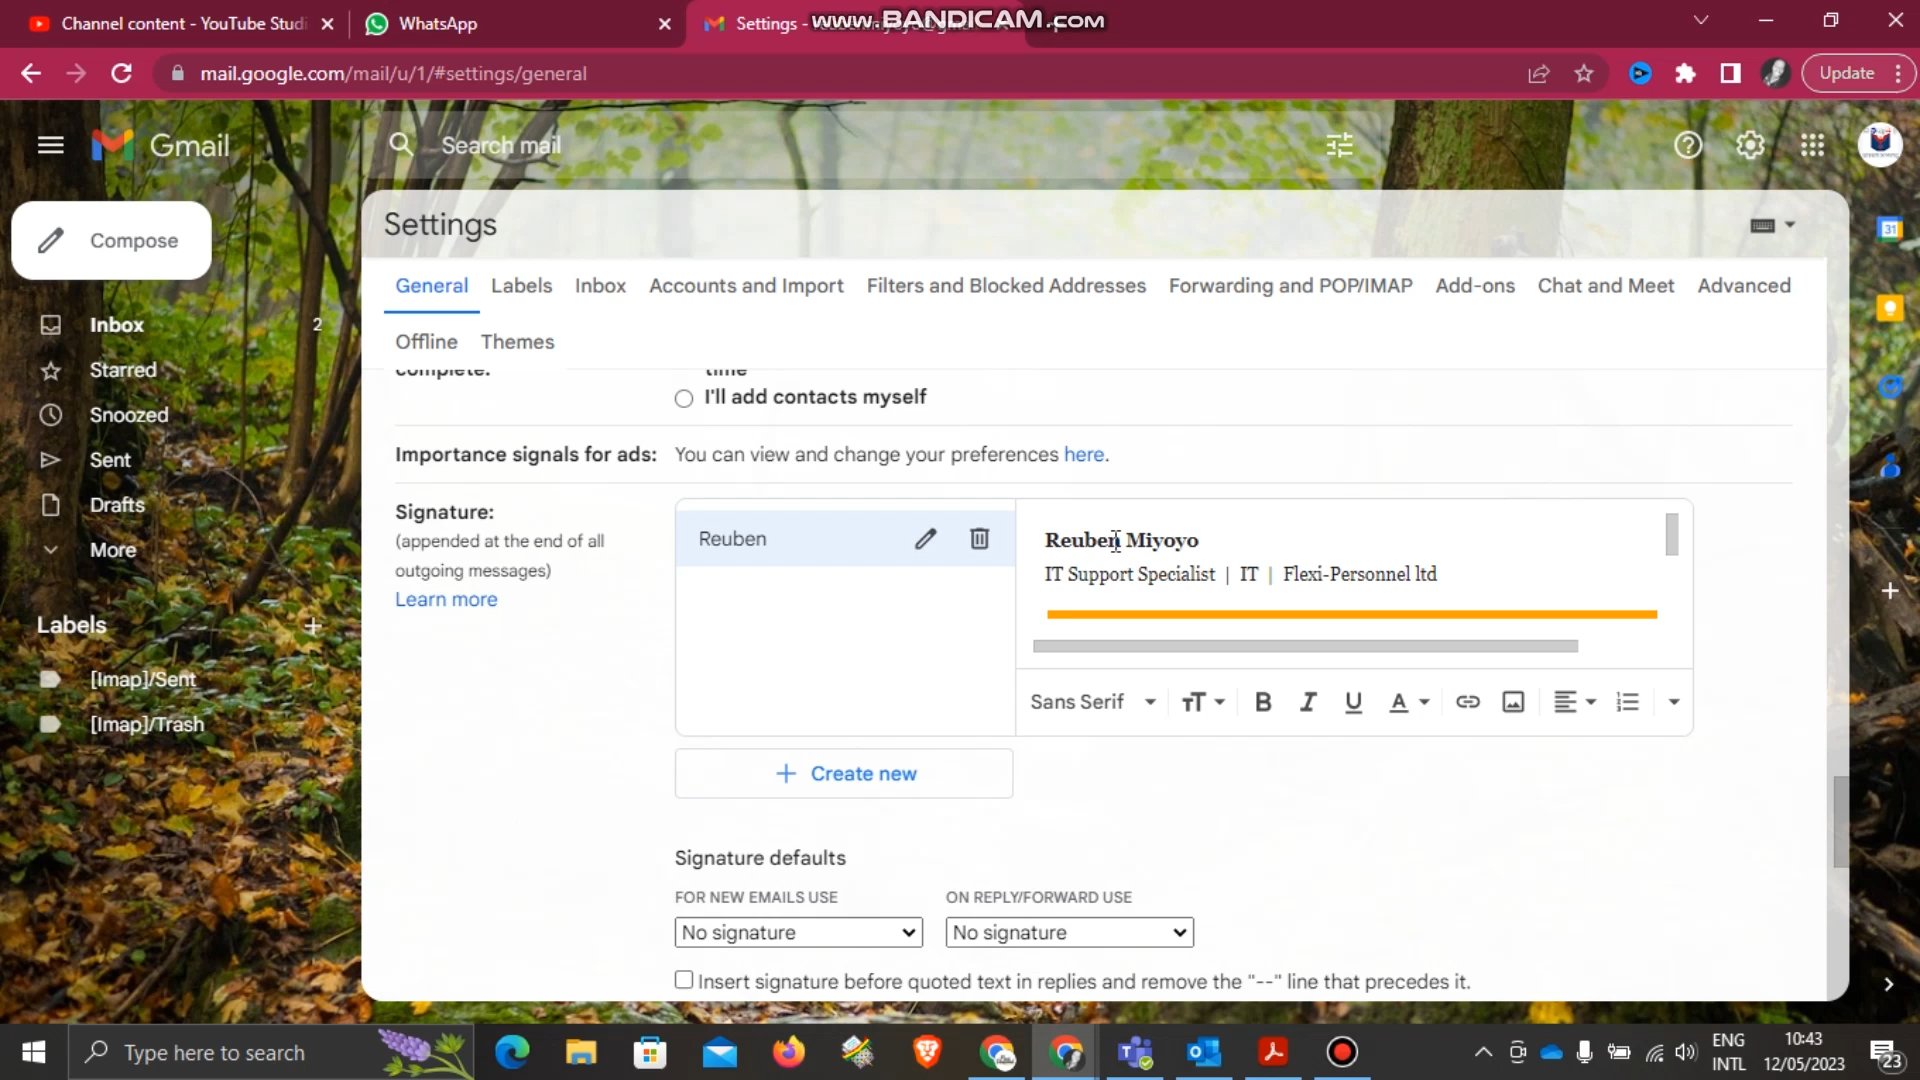 Channel content - YouTube Studi
WhatsApp
Settings -
www.BANDICAM.com
mail.google.com/mail/u/1/#settings/general
Update
Gmail
Search mail
Compose
Settings
General Labels Inbox Accounts and Import Filters and Blocked Addresses Forwarding and POP/IMAP Add-ons Chat and Meet Advanced
Offline Themes
Inbox 2
Starred
Snoozed
Sent
Drafts
More
Labels
[Imap]/Sent
[Imap]/Trash
complete:
time
I'll add contacts myself
Importance signals for ads: You can view and change your preferences here.
Signature:
(appended at the end of all
outgoing messages)
Learn more
Reuben
Reuben Miyoyo
IT Support Specialist | IT | Flexi-Personnel ltd
Sans Serif
Create new
Signature defaults
FOR NEW EMAILS USE ON REPLY/FORWARD USE
No signature No signature
Insert signature before quoted text in replies and remove the "--" line that precedes it.
31
Type here to search
ENG
INTL
10:43
12/05/2023
23